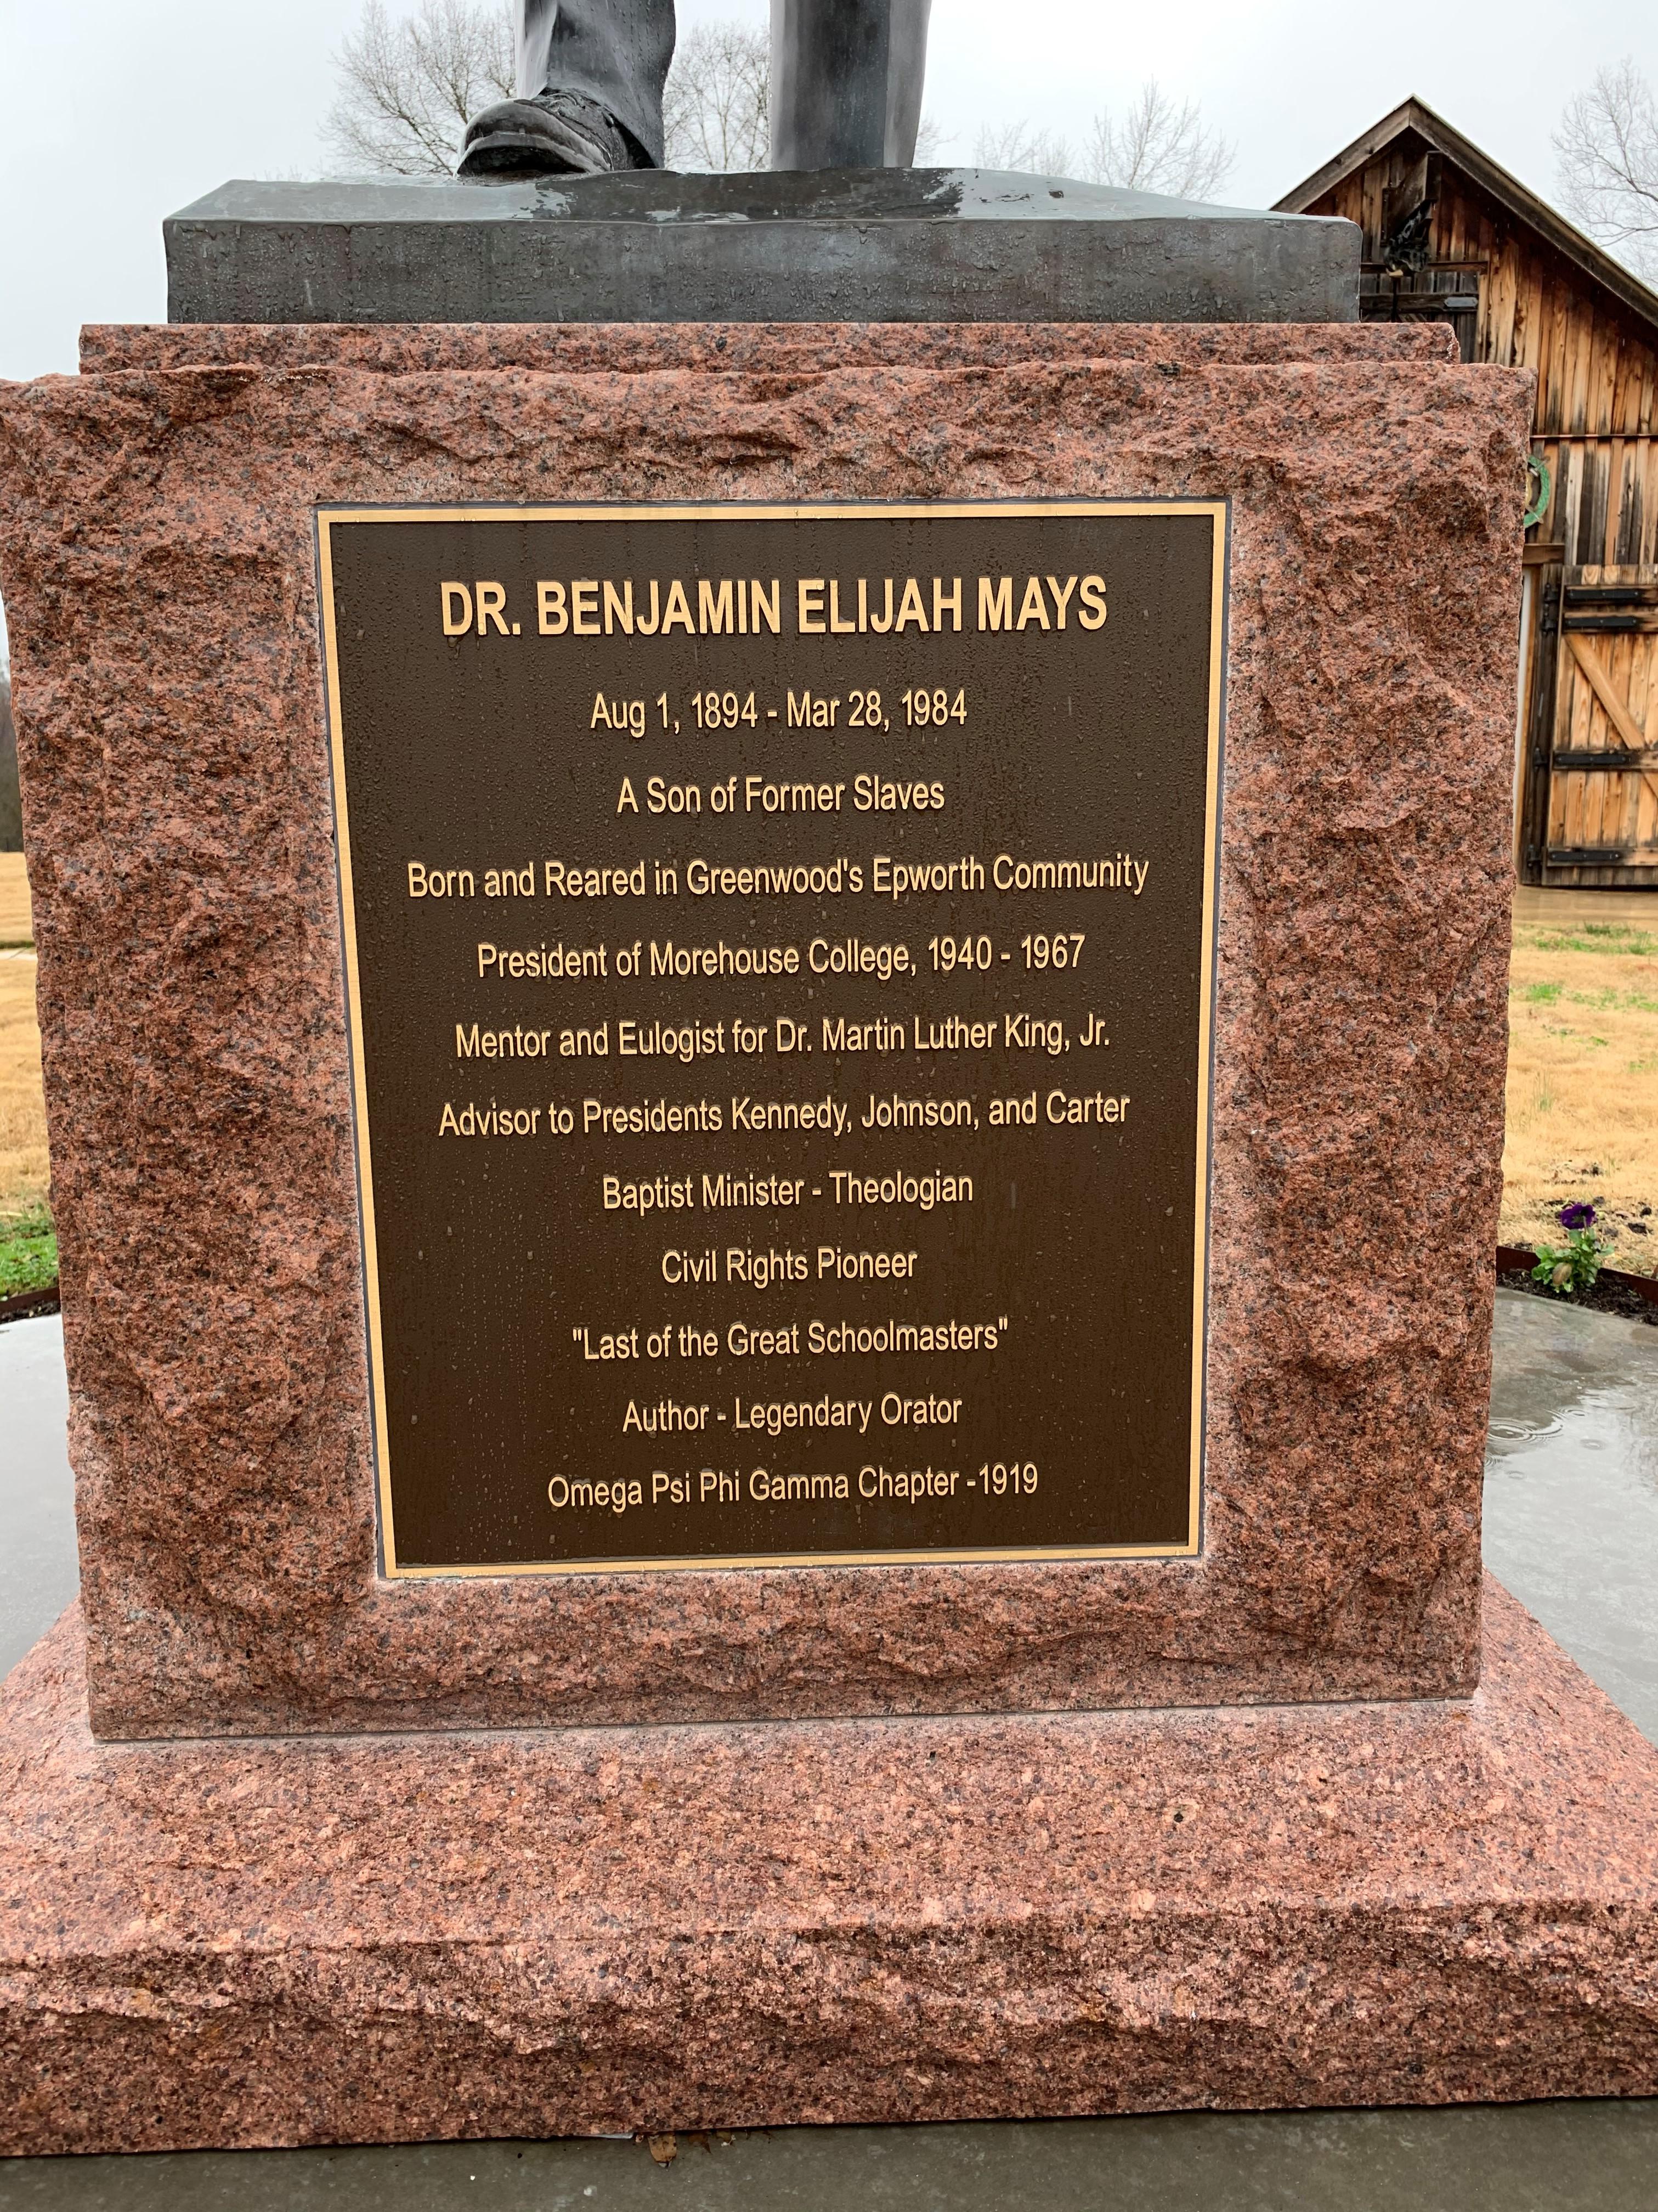 DR. BENJAMIN ELIJAH MAYS
Aug 1, 1894 - Mar 28, 1984
A Son of Former Slaves
Born and Reared in Greenwood's Epworth Community
President of Morehouse College, 1940 - 1967
Mentor and Eulogist for Dr. Martin Luther King, Jr.
Advisor to Presidents Kennedy, Johnson, and Carter
Baptist Minister - Theologian
Civil Rights Pioneer
"Last of the Great Schoolmasters"
Author - Legendary Orator
Omega Psi Phi Gamma Chapter -1919